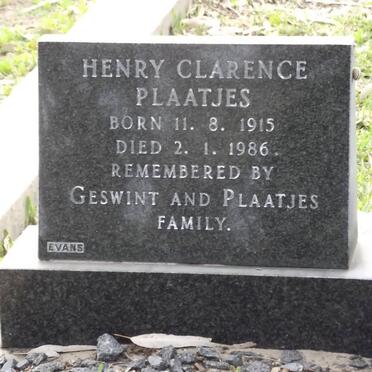 HENRY CLARENCE
PLAATJES
BORN 11. 8. 1915
DIED 2. 1. 1986.
REMEMBERED BY
GESWINT AND PLAATJES
FAMILY.
EVANS